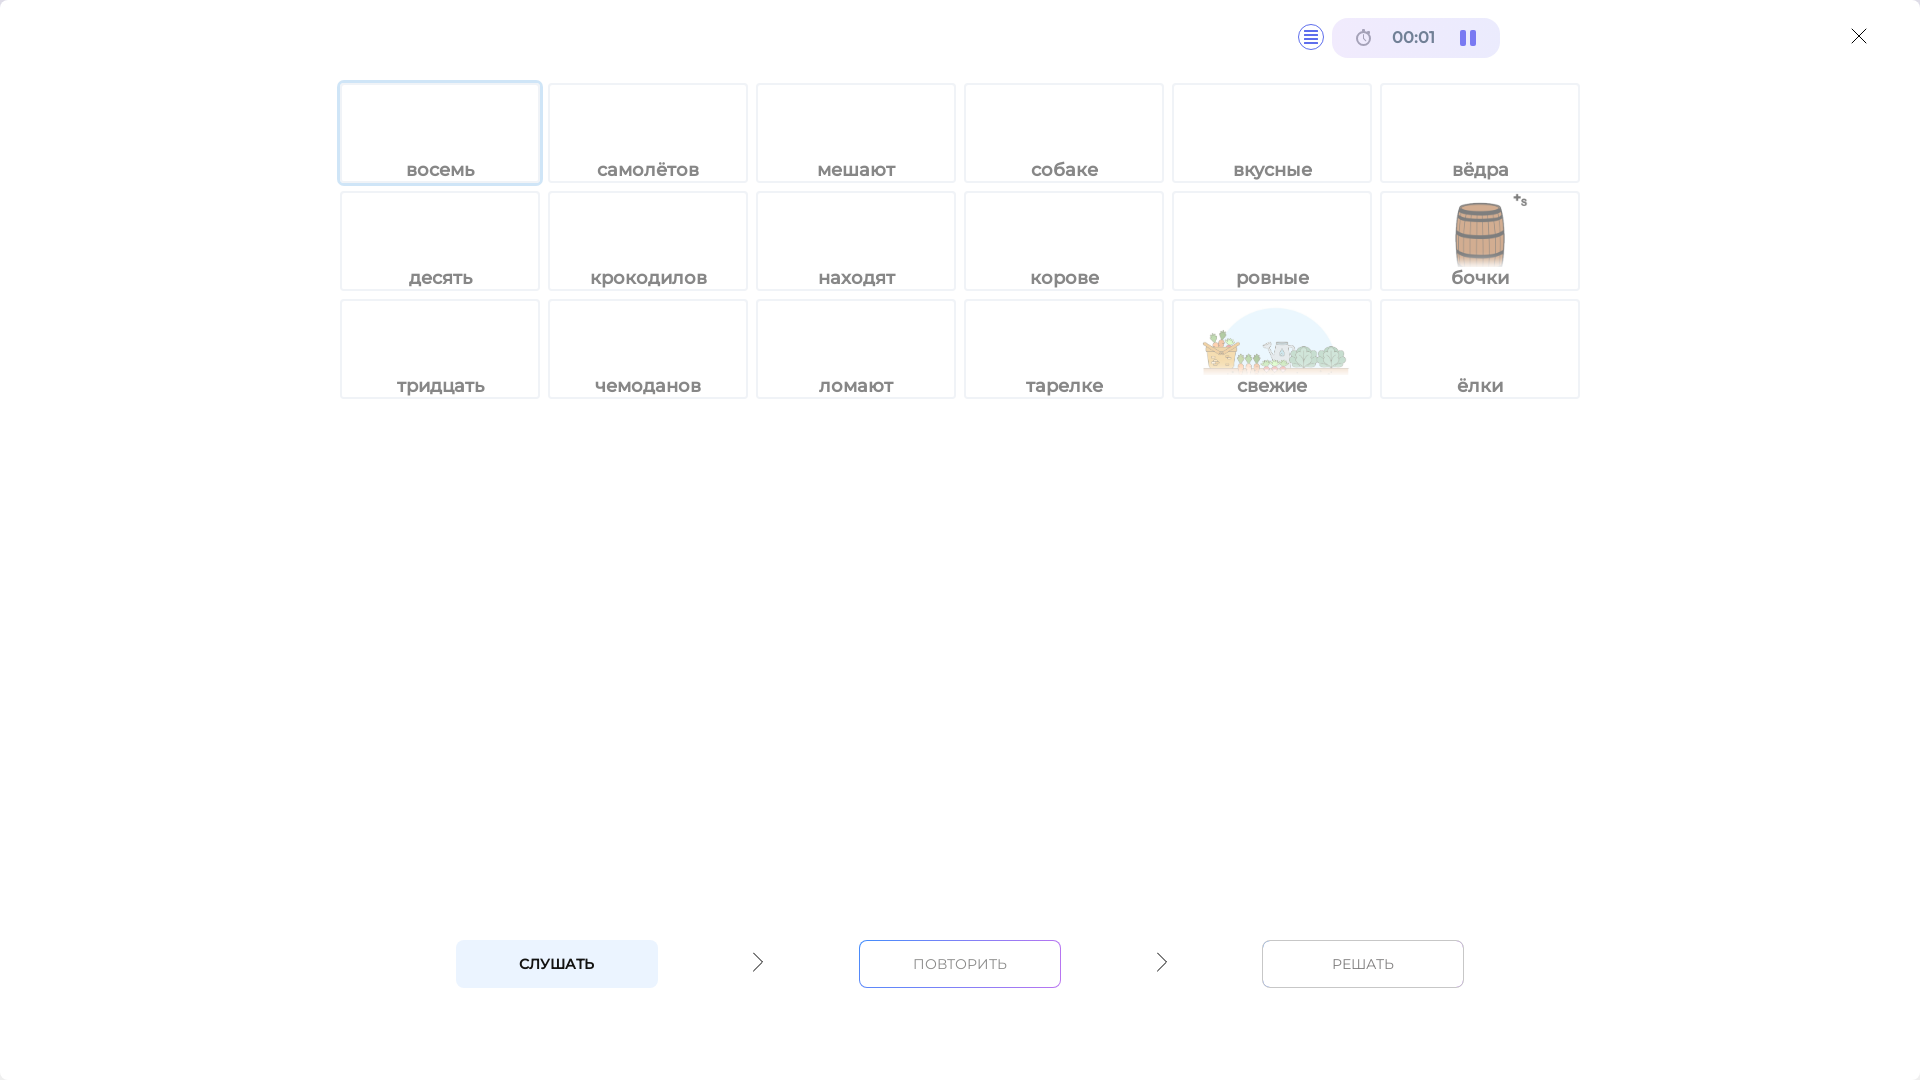 00:01
восемь самолётов мешают собаке вкусные вёдра
+s
десять крокодилов находят корове ровные бочки
тридцать чемоданов ломают тарелке свежие ёлки
СЛУШАТЬ ПОВТОРИТЬ РЕШАТЬ